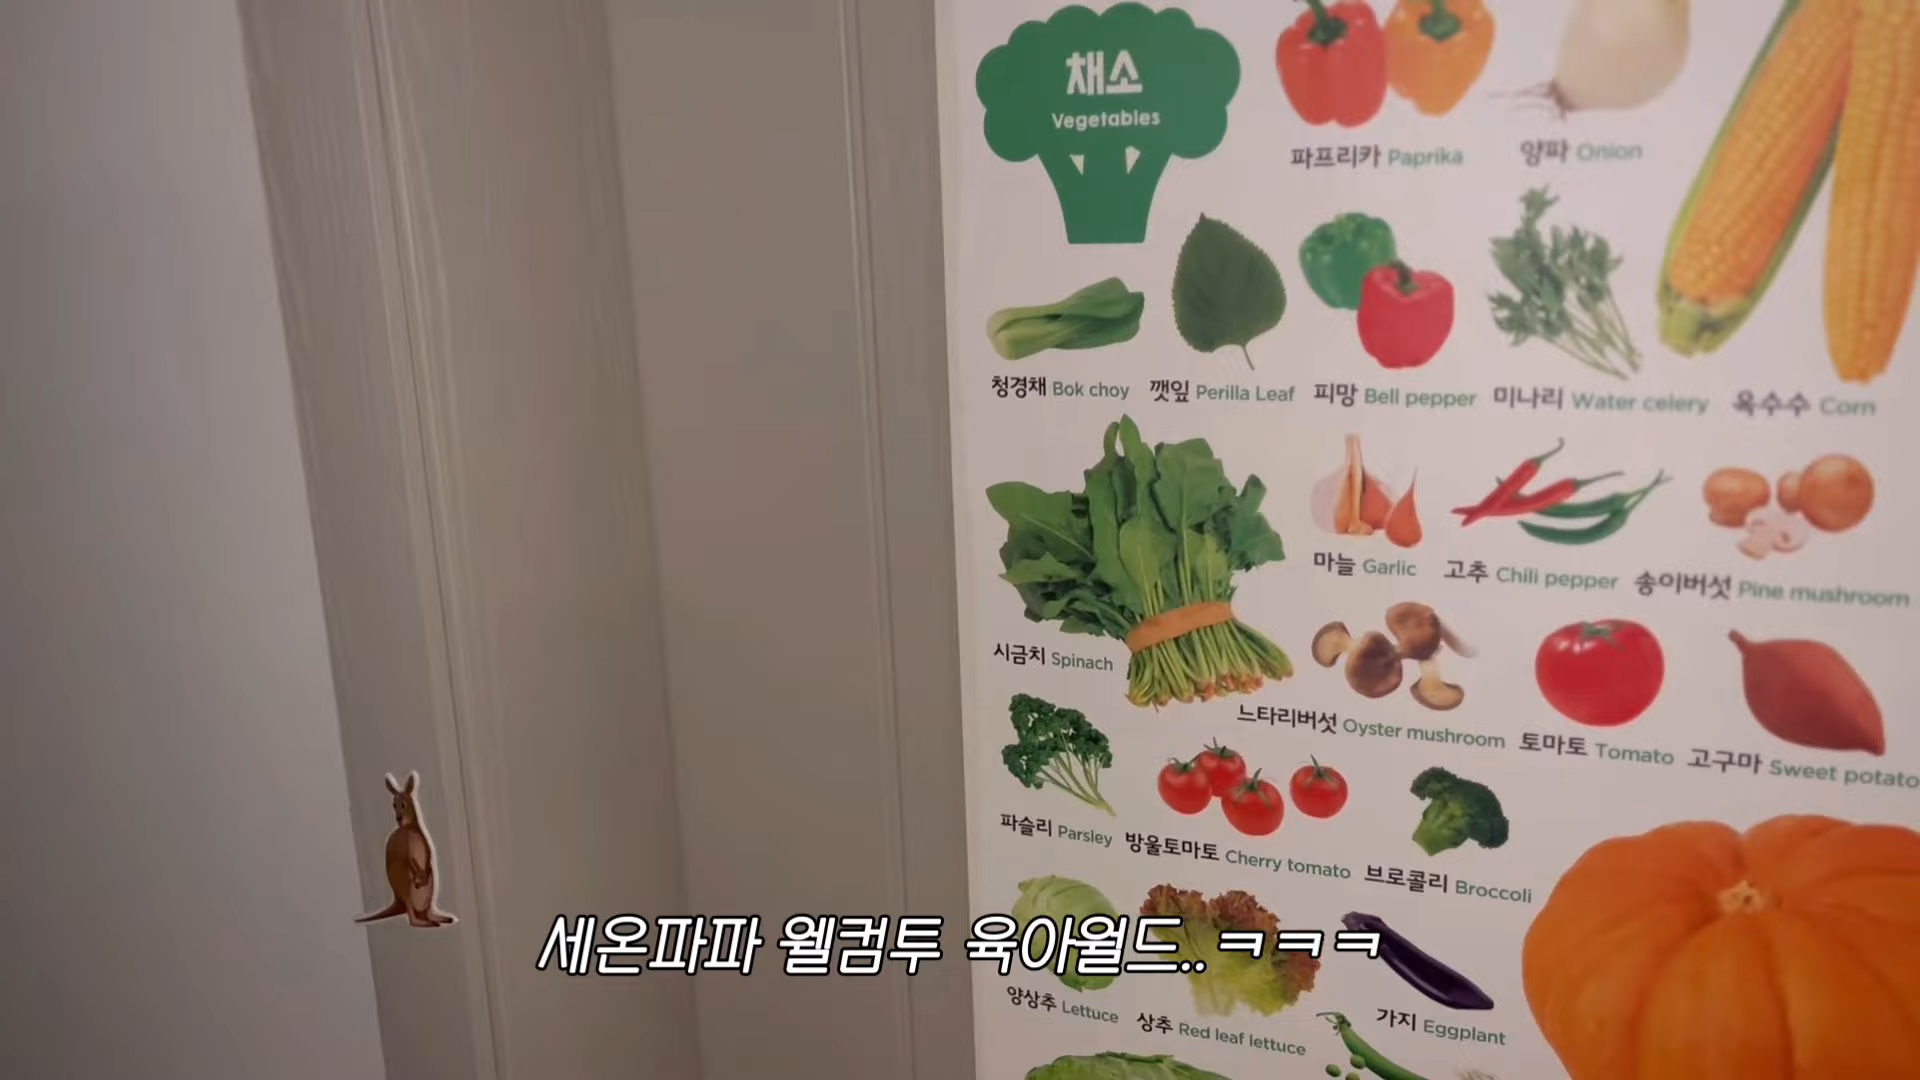 채소
Vegetables
파프리카 Paprika
양파 Onion
청경채 Bok choy
깻잎 Perilla Leaf
피망 Bell pepper
미나리 Water celery
옥수수 Corn
마늘 Garlic
고추 Chili pepper
송이버섯 Pine mushroom
시금치 Spinach
느타리버섯 Oyster mushroom
토마토 Tomato
고구마 Sweet potato
파슬리 Parsley
방울토마토 Cherry tomato
브로콜리 Broccoli
세온파파 웰컴투 육아월드..ㅋㅋㅋ
양상추 Lettuce
상추 Red leaf lettuce
가지 Eggplant